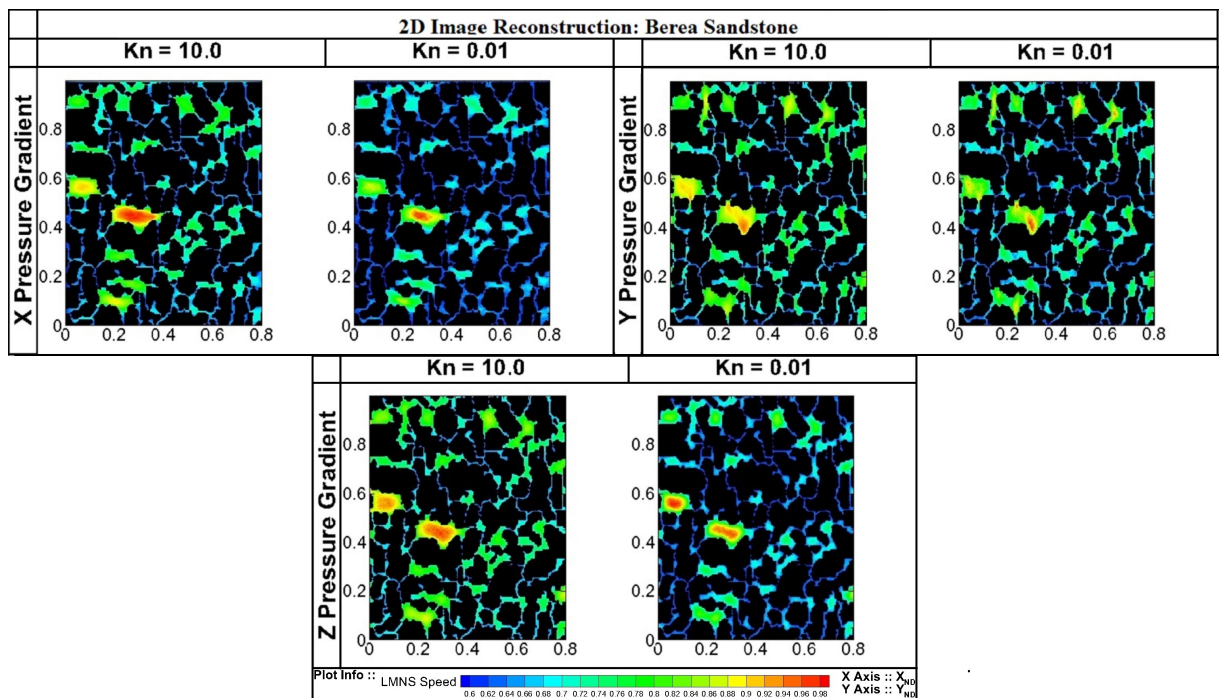 2D Image Reconstruction: Berea Sandstone
Kn = 10.0 Kn = 0.01 Kn = 10.0 Kn = 0.01
X Pressure Gradient
0.8
0.6
0.4
0.2
0
0 0.2 0.4 0.6 0.8
0.8
0.6
0.4
0.2
0
0 0.2 0.4 0.6 0.8
Y Pressure Gradient
0.8
0.6
0.4
0.2
0
0 0.2 0.4 0.6 0.8
0.8
0.6
0.4
0.2
0
0 0.2 0.4 0.6 0.8
Kn = 10.0 Kn = 0.01
Z Pressure Gradient
0.8
0.6
0.4
0.2
0
0 0.2 0.4 0.6 0.8
0.8
0.6
0.4
0.2
0
0 0.2 0.4 0.6 0.8
Plot Info :: LMNS Speed
0.6 0.62 0.64 0.66 0.68 0.7 0.72 0.74 0.76 0.78 0.8 0.82 0.84 0.86 0.88 0.9 0.92 0.94 0.96 0.98
X Axis :: X_ND
Y Axis :: Y_ND